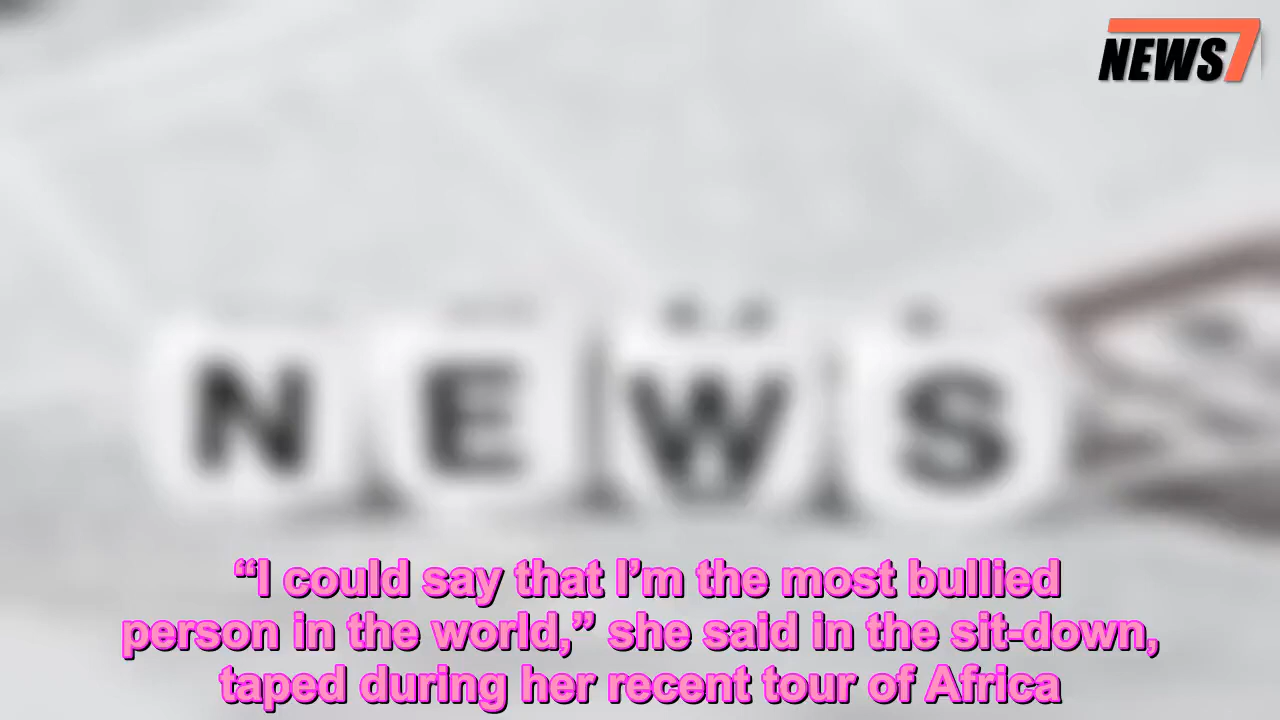 NEWS7
N E W S
“I could say that I’m the most bullied
person in the world,” she said in the sit-down,
taped during her recent tour of Africa